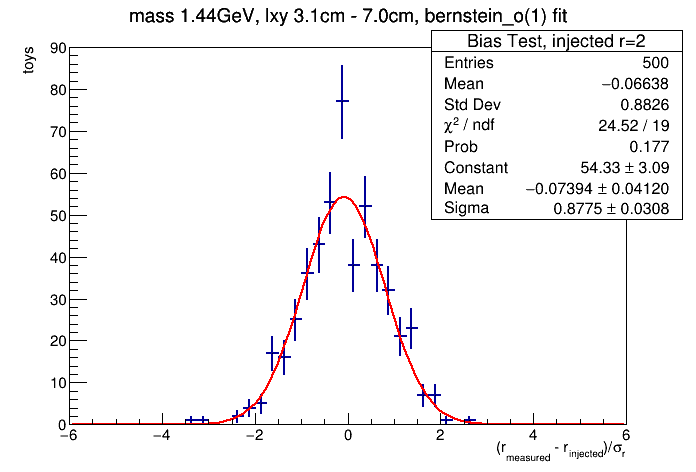 mass 1.44GeV, lxy 3.1cm - 7.0cm, bernstein_o(1) fit
Bias Test, injected r=2
Entries 500
Mean −0.06638
Std Dev 0.8826
χ² / ndf 24.52 / 19
Prob 0.177
Constant 54.33 ± 3.09
Mean −0.07394 ± 0.04120
Sigma 0.8775 ± 0.0308
toys
90
80
70
60
50
40
30
20
10
0
−6 −4 −2 0 2 4 6
(r_measured - r_injected)/σ_r